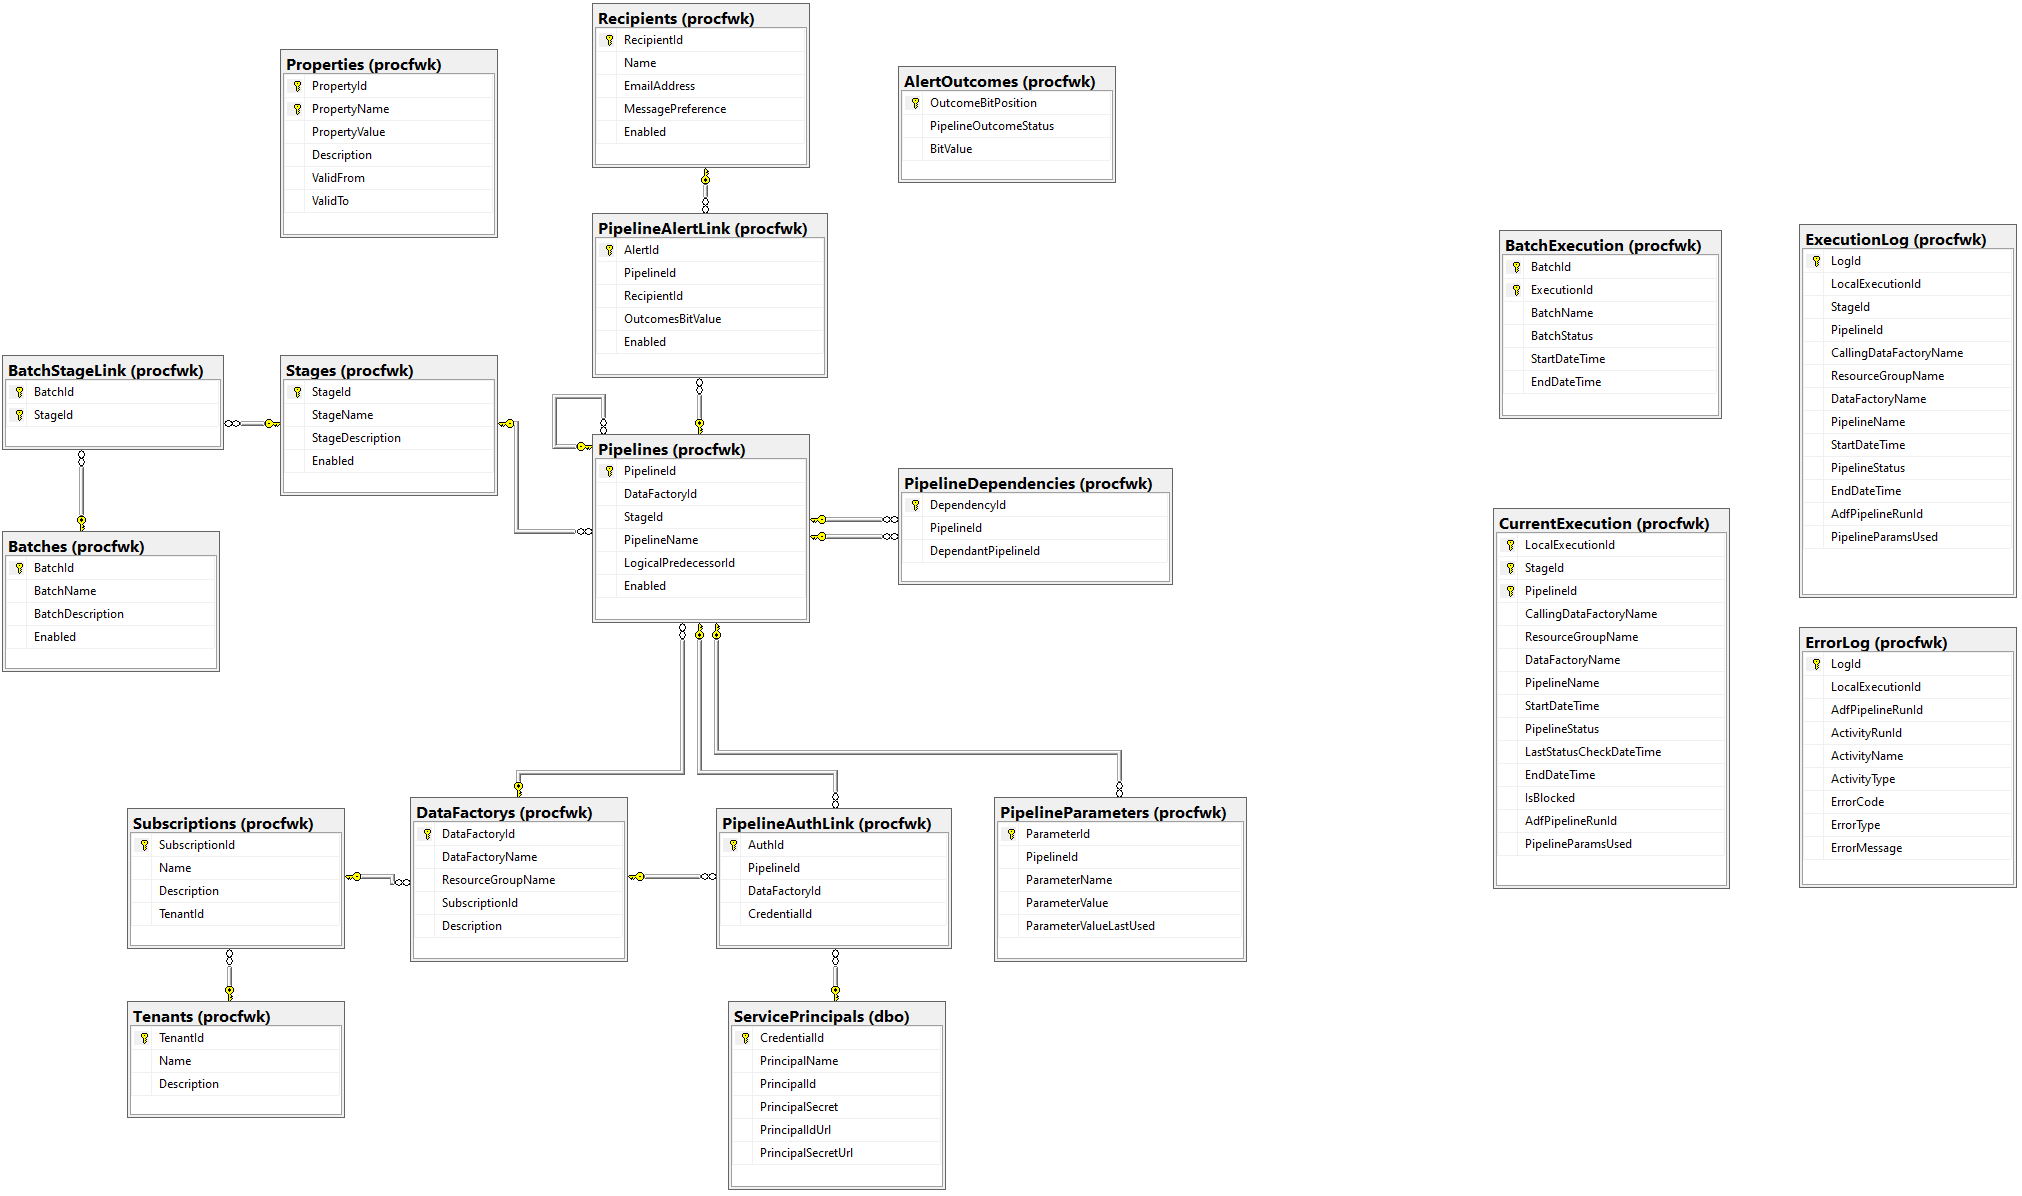 Recipients (procfwk)
RecipientId
Name
EmailAddress
MessagePreference
Enabled
Properties (procfwk)
PropertyId
PropertyName
PropertyValue
Description
ValidFrom
ValidTo
AlertOutcomes (procfwk)
OutcomeBitPosition
PipelineOutcomeStatus
BitValue
PipelineAlertLink (procfwk)
AlertId
PipelineId
RecipientId
OutcomesBitValue
Enabled
BatchExecution (procfwk)
BatchId
ExecutionId
BatchName
BatchStatus
StartDateTime
EndDateTime
ExecutionLog (procfwk)
LogId
LocalExecutionId
StageId
PipelineId
CallingDataFactoryName
ResourceGroupName
DataFactoryName
PipelineName
StartDateTime
PipelineStatus
EndDateTime
AdfPipelineRunId
PipelineParamsUsed
BatchStageLink (procfwk)
BatchId
StageId
Stages (procfwk)
StageId
StageName
StageDescription
Enabled
Pipelines (procfwk)
PipelineId
DataFactoryId
StageId
PipelineName
LogicalPredecessorId
Enabled
PipelineDependencies (procfwk)
DependencyId
PipelineId
DependantPipelineId
Batches (procfwk)
BatchId
BatchName
BatchDescription
Enabled
CurrentExecution (procfwk)
LocalExecutionId
StageId
PipelineId
CallingDataFactoryName
ResourceGroupName
DataFactoryName
PipelineName
StartDateTime
PipelineStatus
LastStatusCheckDateTime
EndDateTime
IsBlocked
AdfPipelineRunId
PipelineParamsUsed
ErrorLog (procfwk)
LogId
LocalExecutionId
AdfPipelineRunId
ActivityRunId
ActivityName
ActivityType
ErrorCode
ErrorType
ErrorMessage
Subscriptions (procfwk)
SubscriptionId
Name
Description
TenantId
DataFactorys (procfwk)
DataFactoryId
DataFactoryName
ResourceGroupName
SubscriptionId
Description
PipelineAuthLink (procfwk)
AuthId
PipelineId
DataFactoryId
CredentialId
PipelineParameters (procfwk)
ParameterId
PipelineId
ParameterName
ParameterValue
ParameterValueLastUsed
Tenants (procfwk)
TenantId
Name
Description
ServicePrincipals (dbo)
CredentialId
PrincipalName
PrincipalId
PrincipalSecret
PrincipalIdUrl
PrincipalSecretUrl